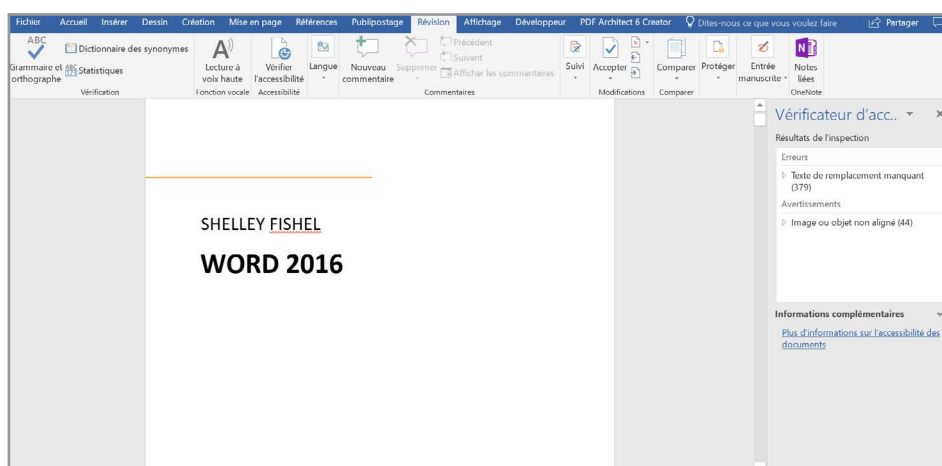 Fichier Accueil Insérer Dessin Création Mise en page Références Publipostage Révision Affichage Développeur PDF Architect 6 Creator Dites-nous ce que vous voulez faire Partager
ABC
Grammaire et
orthographe
Dictionnaire des synonymes
ABC
123
Statistiques
Vérification
A
Lecture à
voix haute
Fonction vocale
Vérifier
l'accessibilité
Accessibilité
Langue
Nouveau
commentaire
Supprimer
Précédent
Suivant
Afficher les commentaires
Commentaires
Suivi
Accepter
Modifications
Comparer
Comparer
Protéger
Entrée
manuscrite
N
Notes
liées
OneNote
SHELLEY FISHEL
WORD 2016
Vérificateur d'acc..
Résultats de l'inspection
Erreurs
Texte de remplacement manquant
(379)
Avertissements
Image ou objet non aligné (44)
Informations complémentaires
Plus d'informations sur l'accessibilité des
documents